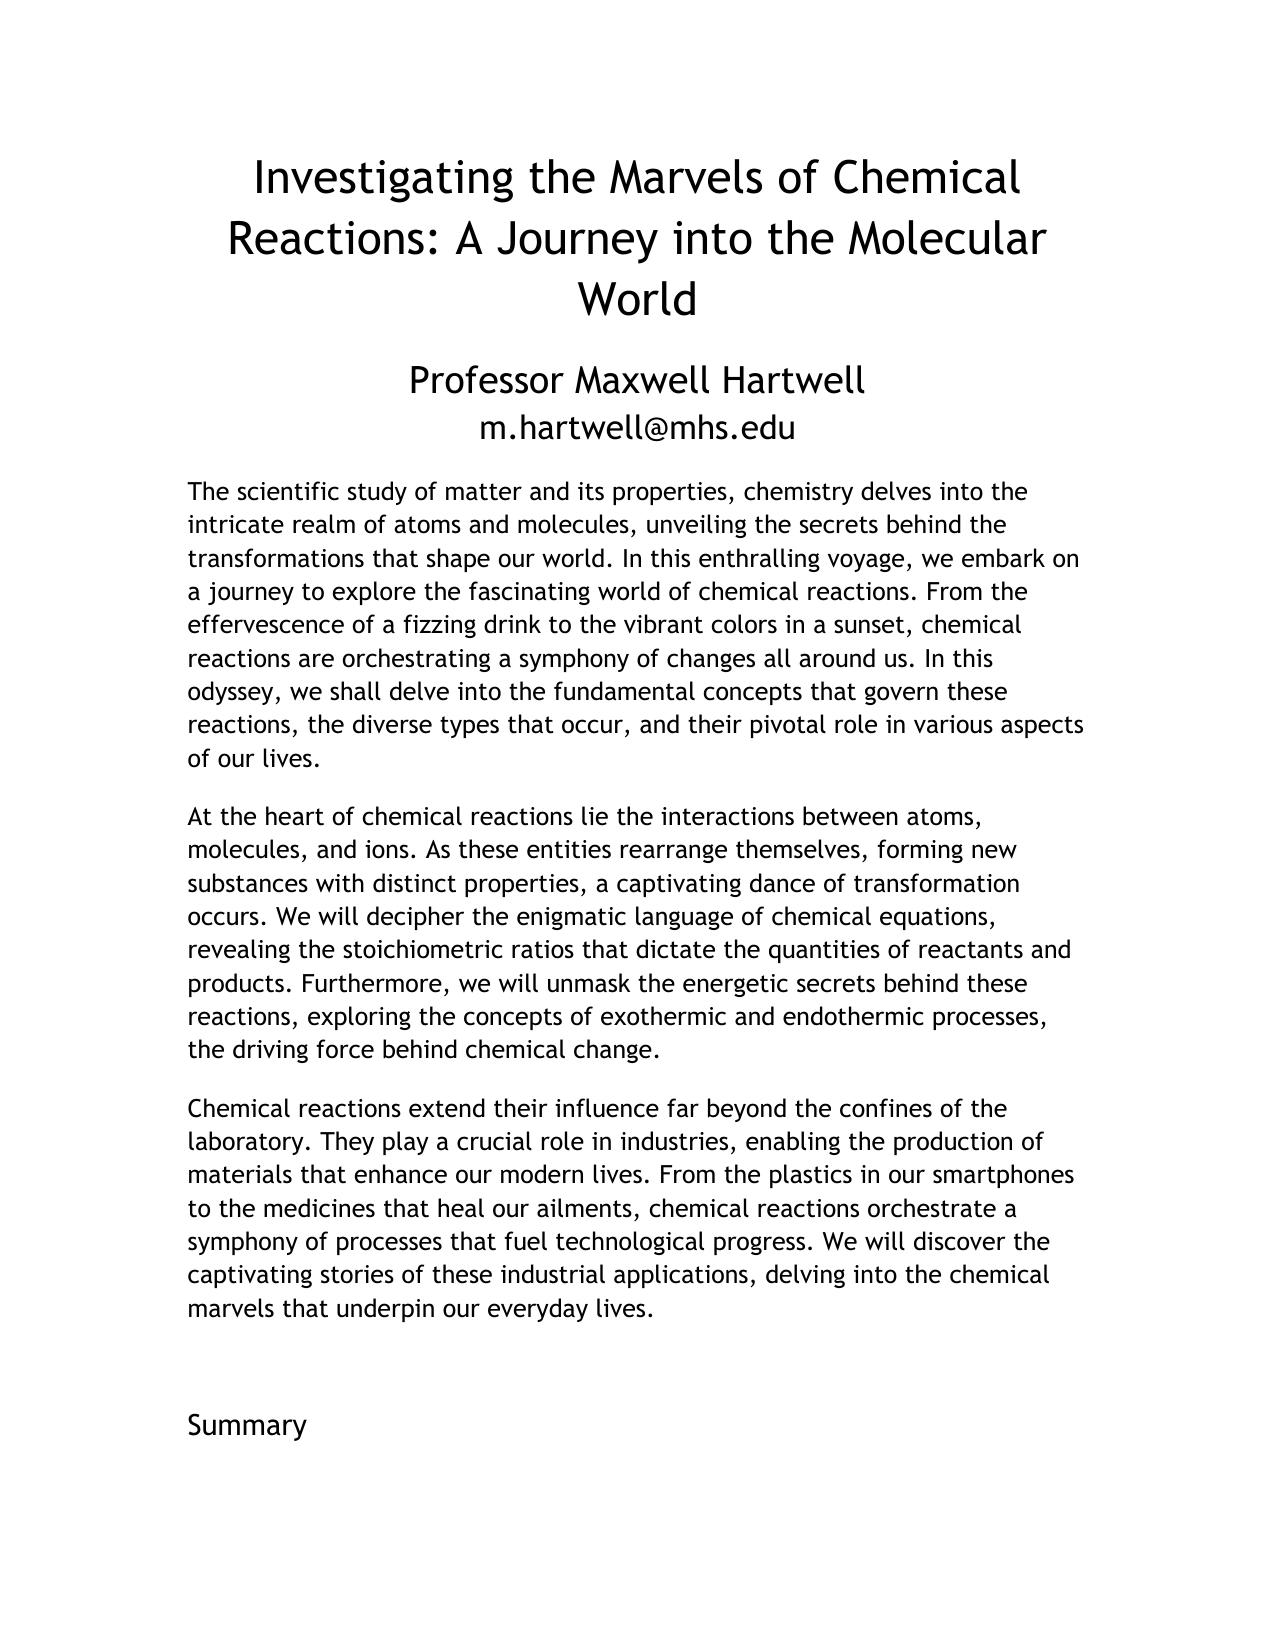 Investigating the Marvels of Chemical
Reactions: A Journey into the Molecular
World
Professor Maxwell Hartwell
m.hartwell@mhs.edu
The scientific study of matter and its properties, chemistry delves into the
intricate realm of atoms and molecules, unveiling the secrets behind the
transformations that shape our world. In this enthralling voyage, we embark on
a journey to explore the fascinating world of chemical reactions. From the
effervescence of a fizzing drink to the vibrant colors in a sunset, chemical
reactions are orchestrating a symphony of changes all around us. In this
odyssey, we shall delve into the fundamental concepts that govern these
reactions, the diverse types that occur, and their pivotal role in various aspects
of our lives.
At the heart of chemical reactions lie the interactions between atoms,
molecules, and ions. As these entities rearrange themselves, forming new
substances with distinct properties, a captivating dance of transformation
occurs. We will decipher the enigmatic language of chemical equations,
revealing the stoichiometric ratios that dictate the quantities of reactants and
products. Furthermore, we will unmask the energetic secrets behind these
reactions, exploring the concepts of exothermic and endothermic processes,
the driving force behind chemical change.
Chemical reactions extend their influence far beyond the confines of the
laboratory. They play a crucial role in industries, enabling the production of
materials that enhance our modern lives. From the plastics in our smartphones
to the medicines that heal our ailments, chemical reactions orchestrate a
symphony of processes that fuel technological progress. We will discover the
captivating stories of these industrial applications, delving into the chemical
marvels that underpin our everyday lives.
Summary